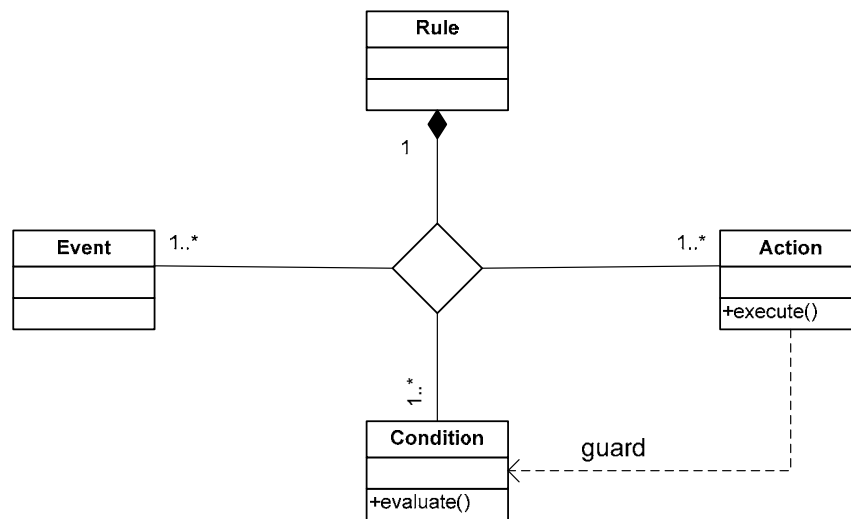 Rule
1
Event
1..*
1..*
Action
+execute()
1..*
Condition
guard
+evaluate()